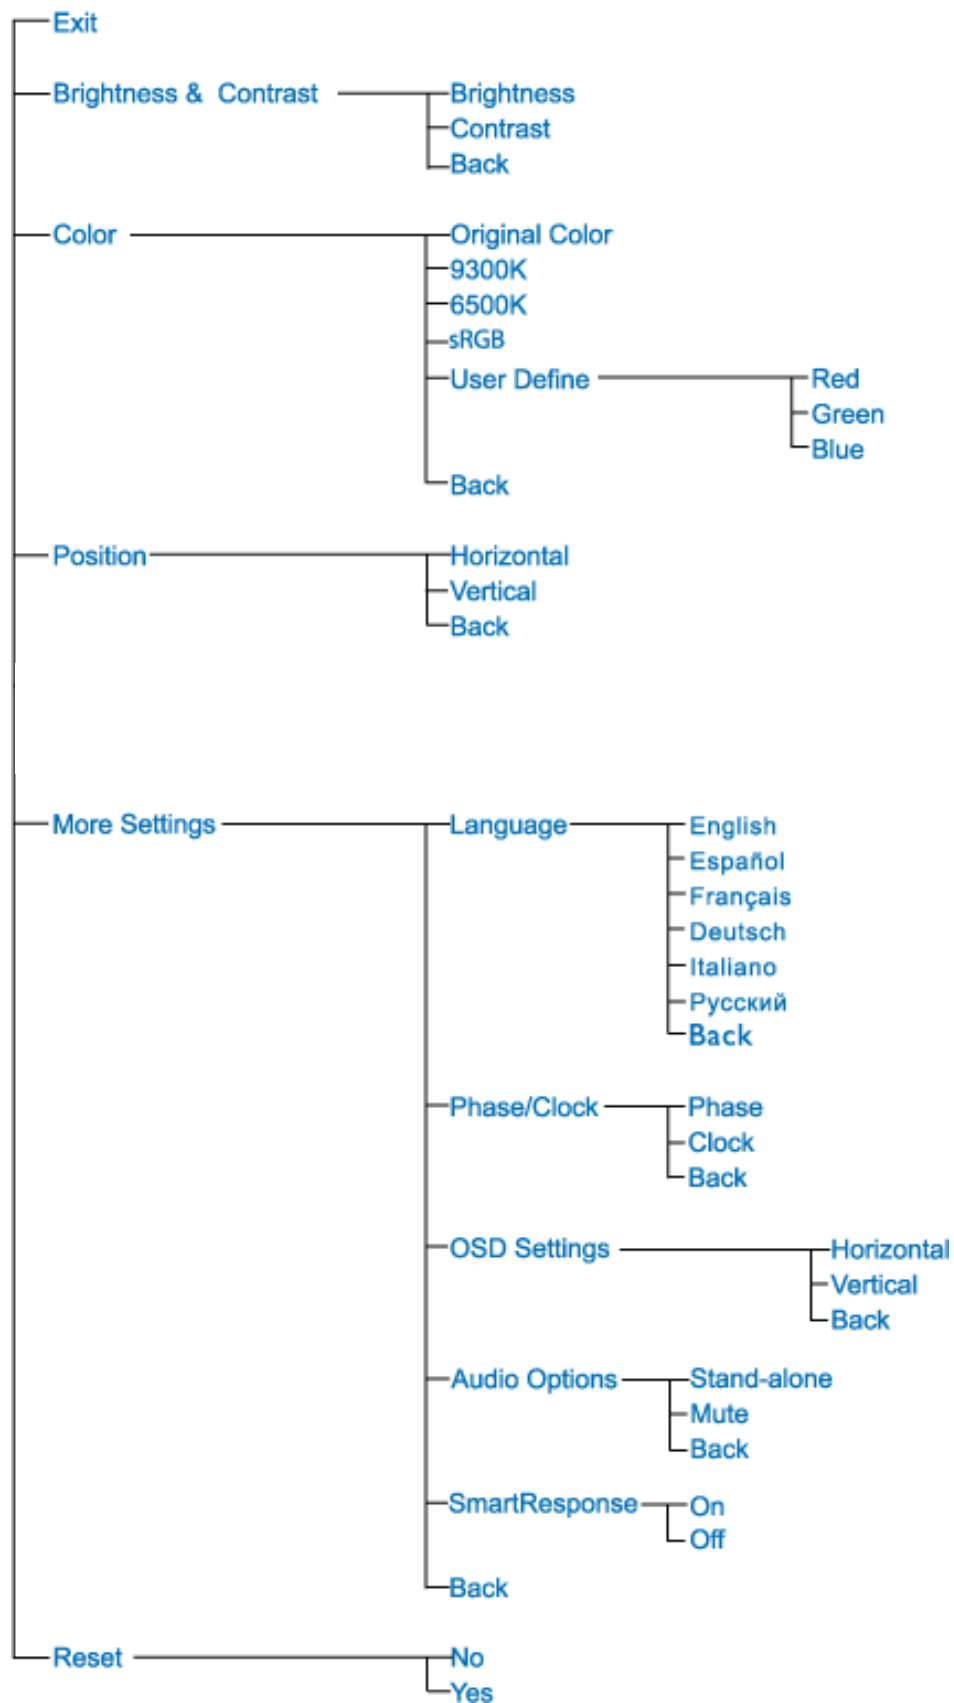 Exit
Brightness & Contrast
Brightness
Contrast
Back
Color
Original Color
9300K
6500K
sRGB
User Define
Red
Green
Blue
Back
Position
Horizontal
Vertical
Back
More Settings
Language
English
Español
Français
Deutsch
Italiano
Русский
Back
Phase/Clock
Phase
Clock
Back
OSD Settings
Horizontal
Vertical
Back
Audio Options
Stand-alone
Mute
Back
SmartResponse
On
Off
Back
Reset
No
Yes